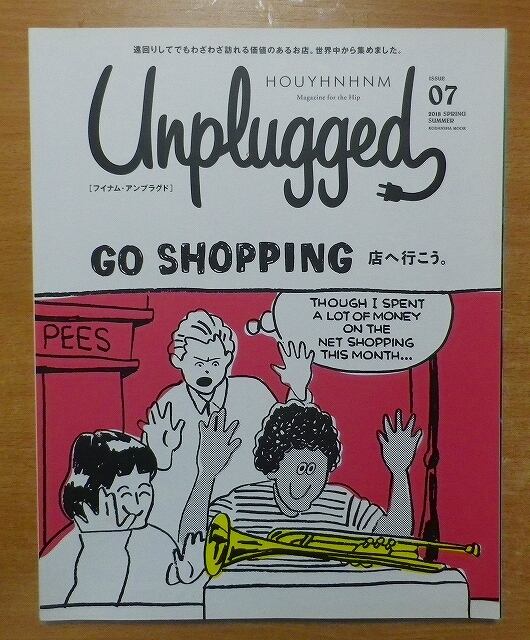 遠回りしてでもわざわざ訪れる価値のあるお店。世界中から集めました。
HOUYHNHNM
Magazine for the Hip
ISSUE
07
2018 SPRING
SUMMER
KODANSHA MOOK
Unplugged
[フイナム・アンプラグド]
GO SHOPPING 店へ行こう。
THOUGH I SPENT
A LOT OF MONEY
ON THE
NET SHOPPING
THIS MONTH...
PEES